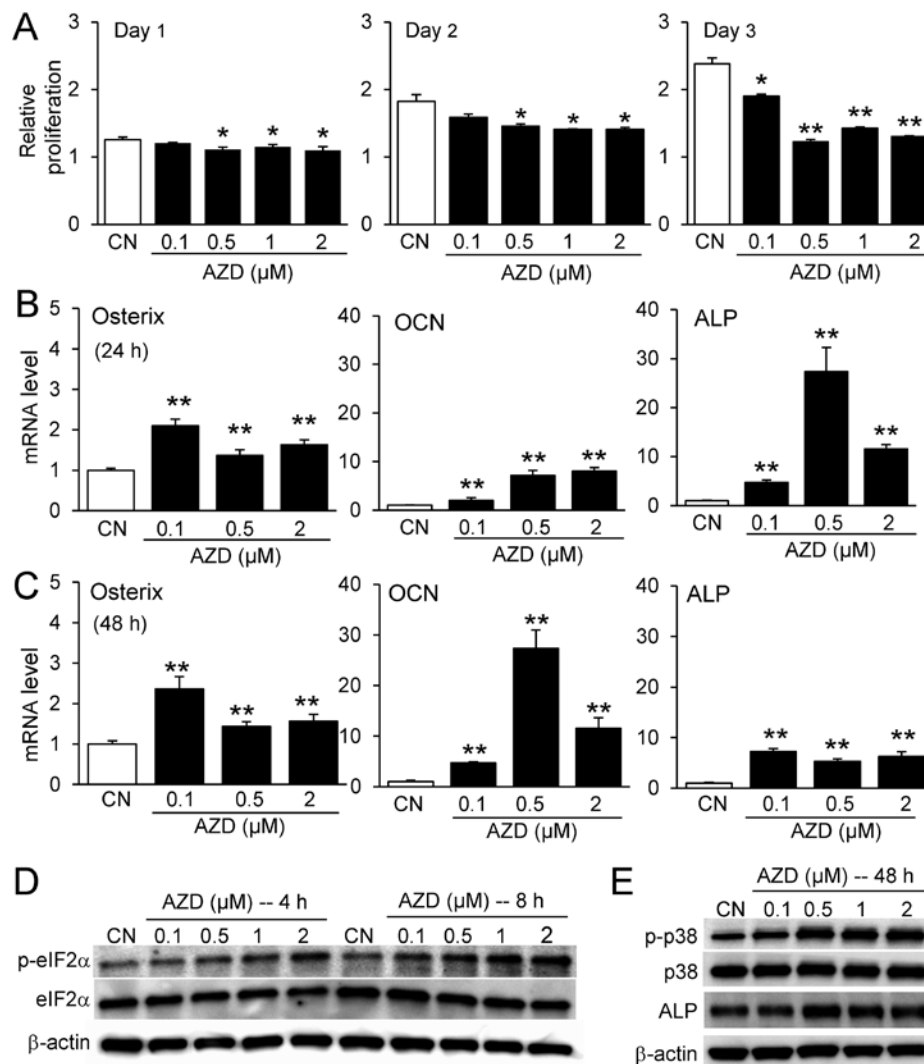 A
Day 1
Day 2
Day 3
Relative proliferation
3
2
1
0
3
2
1
0
3
2
1
0
* * *
* * *
* ** ** **
CN 0.1 0.5 1 2
CN 0.1 0.5 1 2
CN 0.1 0.5 1 2
AZD (µM)
AZD (µM)
AZD (µM)
B
Osterix
(24 h)
OCN
ALP
mRNA level
5
4
3
2
1
0
40
30
20
10
0
40
30
20
10
0
** ** **
** ** **
** ** **
CN 0.1 0.5 2
CN 0.1 0.5 2
CN 0.1 0.5 2
AZD (µM)
AZD (µM)
AZD (µM)
C
Osterix
(48 h)
OCN
ALP
mRNA level
5
4
3
2
1
0
40
30
20
10
0
40
30
20
10
0
** ** **
** ** **
** ** **
CN 0.1 0.5 2
CN 0.1 0.5 2
CN 0.1 0.5 2
AZD (µM)
AZD (µM)
AZD (µM)
D
AZD (µM) -- 4 h
AZD (µM) -- 8 h
CN 0.1 0.5 1 2 CN 0.1 0.5 1 2
p-eIF2α
eIF2α
β-actin
E
AZD (µM) -- 48 h
CN 0.1 0.5 1 2
p-p38
p38
ALP
β-actin